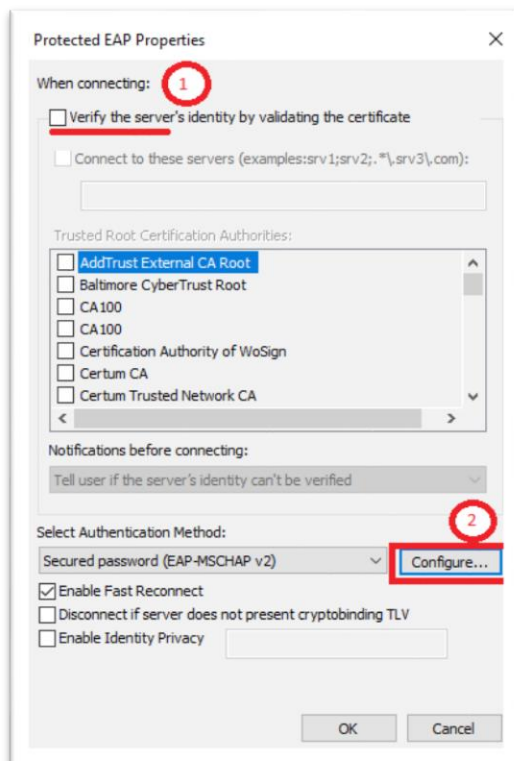 Protected EAP Properties
When connecting:
1
Verify the server's identity by validating the certificate
Connect to these servers (examples:srv1;srv2;.*\.srv3\.com):
Trusted Root Certification Authorities:
AddTrust External CA Root
Baltimore CyberTrust Root
CA100
CA100
Certification Authority of WoSign
Certum CA
Certum Trusted Network CA
Notifications before connecting:
Tell user if the server's identity can't be verified
2
Select Authentication Method:
Secured password (EAP-MSCHAP v2)
Configure...
Enable Fast Reconnect
Disconnect if server does not present cryptobinding TLV
Enable Identity Privacy
OK
Cancel